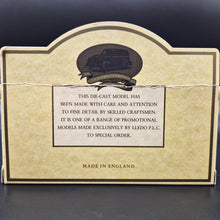 THIS DIE-CAST MODEL HAS
BEEN MADE WITH CARE AND ATTENTION
TO FINE DETAIL BY SKILLED CRAFTSMEN.
IT IS ONE OF A RANGE OF PROMOTIONAL
MODELS MADE EXCLUSIVELY BY LLEDO P.L.C.
TO SPECIAL ORDER.
MADE IN ENGLAND